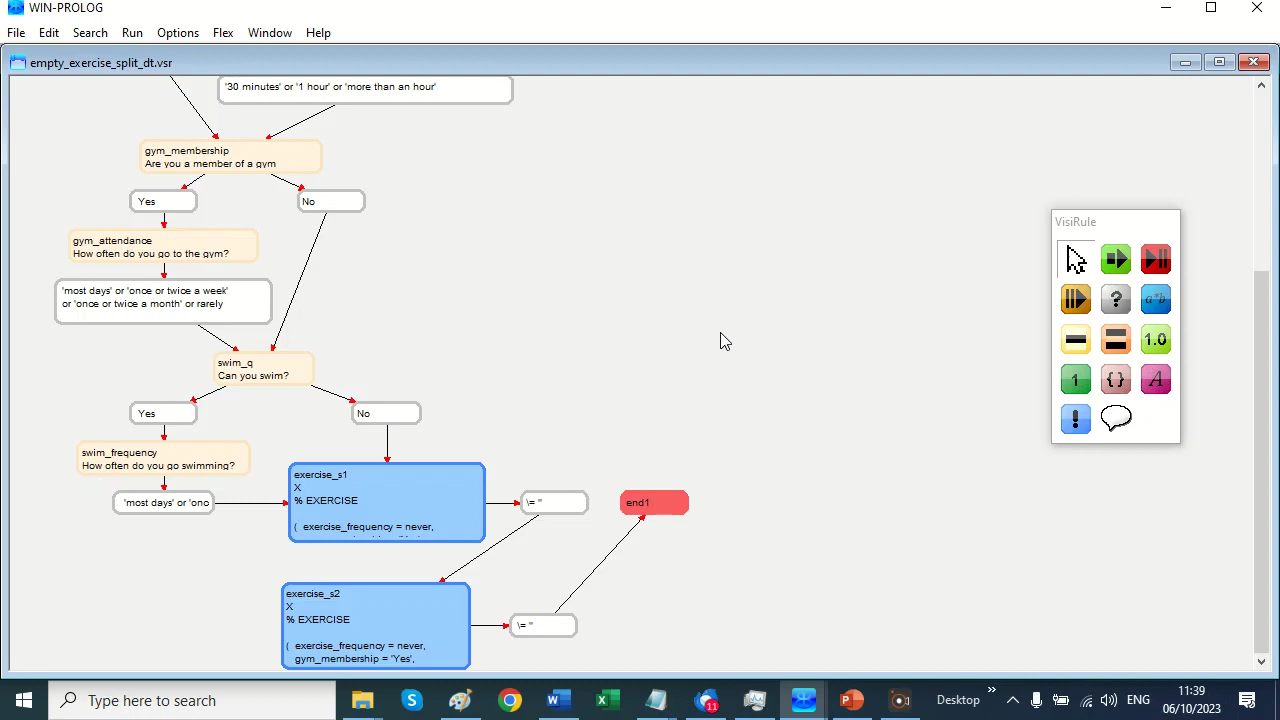 WIN-PROLOG
File Edit Search Run Options Flex Window Help
empty_exercise_split_dt.vsr
'30 minutes' or '1 hour' or 'more than an hour'
gym_membership
Are you a member of a gym
Yes
No
gym_attendance
How often do you go to the gym?
'most days' or 'once or twice a week'
or 'once or twice a month' or rarely
swim_q
Can you swim?
Yes
No
swim_frequency
How often do you go swimming?
'most days' or 'onc
exercise_s1
X
% EXERCISE
( exercise_frequency = never,
\= ''
end1
exercise_s2
X
% EXERCISE
( exercise_frequency = never,
gym_membership = 'Yes',
\= ''
VisiRule
?
a*b
1.0
1
{}
A
!
Type here to search
11
Desktop
»
ENG
11:39
06/10/2023